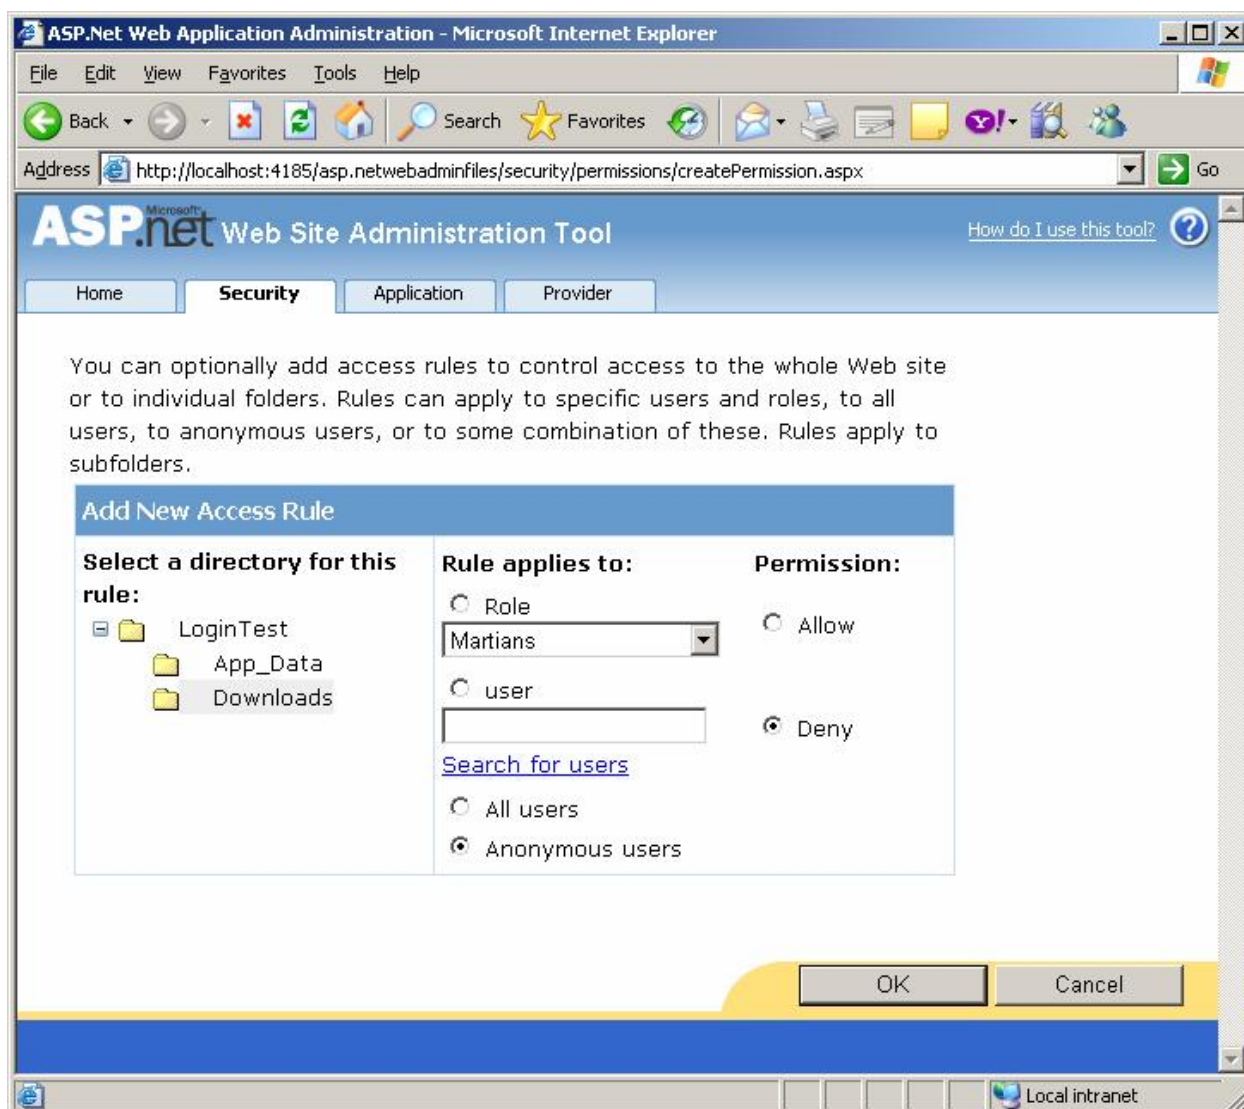 ASP.Net Web Application Administration - Microsoft Internet Explorer
File Edit View Favorites Tools Help
Back Search Favorites
Address http://localhost:4185/asp.netwebadminfiles/security/permissions/createPermission.aspx Go
Microsoft
ASP.net Web Site Administration Tool How do I use this tool? ?
Home Security Application Provider
You can optionally add access rules to control access to the whole Web site
or to individual folders. Rules can apply to specific users and roles, to all
users, to anonymous users, or to some combination of these. Rules apply to
subfolders.
Add New Access Rule
Select a directory for this
rule:
LoginTest
App_Data
Downloads
Rule applies to:
Role
Martians
user
Search for users
All users
Anonymous users
Permission:
Allow
Deny
OK Cancel
Local intranet